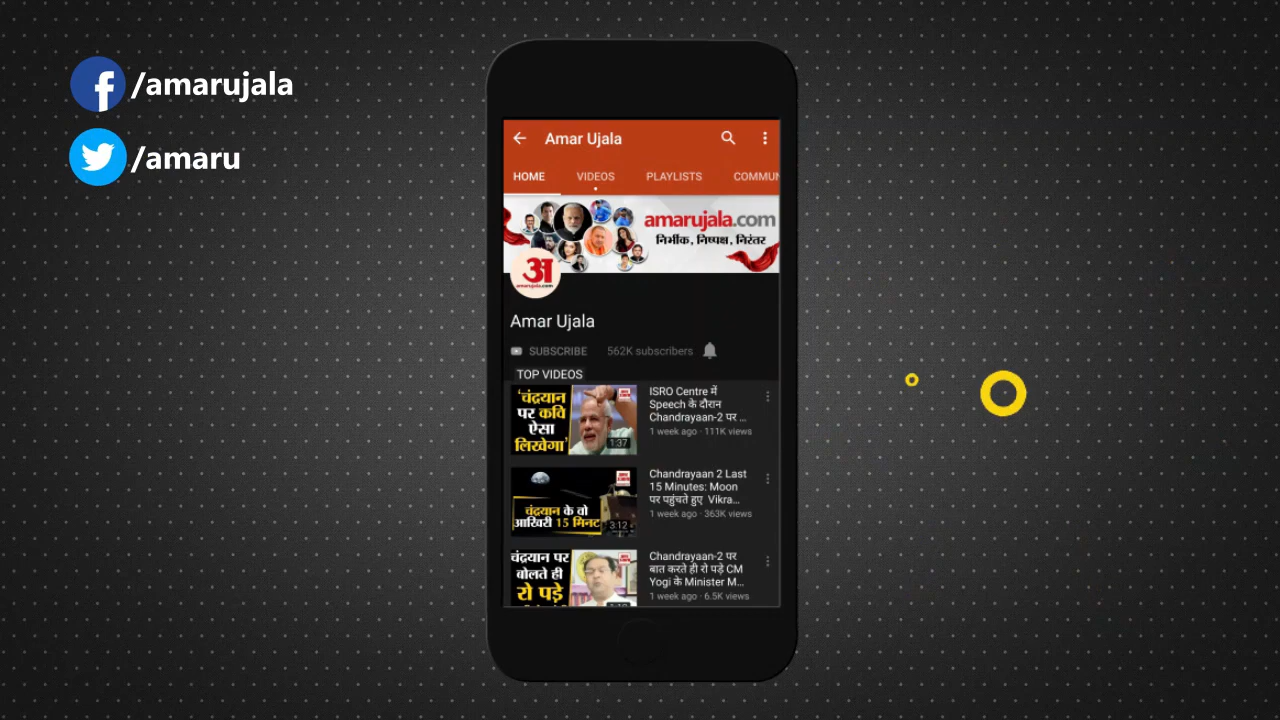 /amarujala
/amaru
Amar Ujala
HOME VIDEOS PLAYLISTS COMMUN
amarujala.com
निर्भीक, निष्पक्ष, निरंतर
अ
amarujala.com
Amar Ujala
SUBSCRIBE 562K subscribers
TOP VIDEOS
'चंद्रयान
पर कवि
ऐसा
लिखेगा'
1:37
ISRO Centre में
Speech के दौरान
Chandrayaan-2 पर ...
1 week ago · 111K views
चंद्रयान के वो
आखिरी 15 मिनट
3:12
Chandrayaan 2 Last
15 Minutes: Moon
पर पहुंचते हुए Vikra...
1 week ago · 363K views
चंद्रयान पर
बोलते ही
रो पड़े
Chandrayaan-2 पर
बात करते ही रो पड़े CM
Yogi के Minister M...
1 week ago · 6.5K views